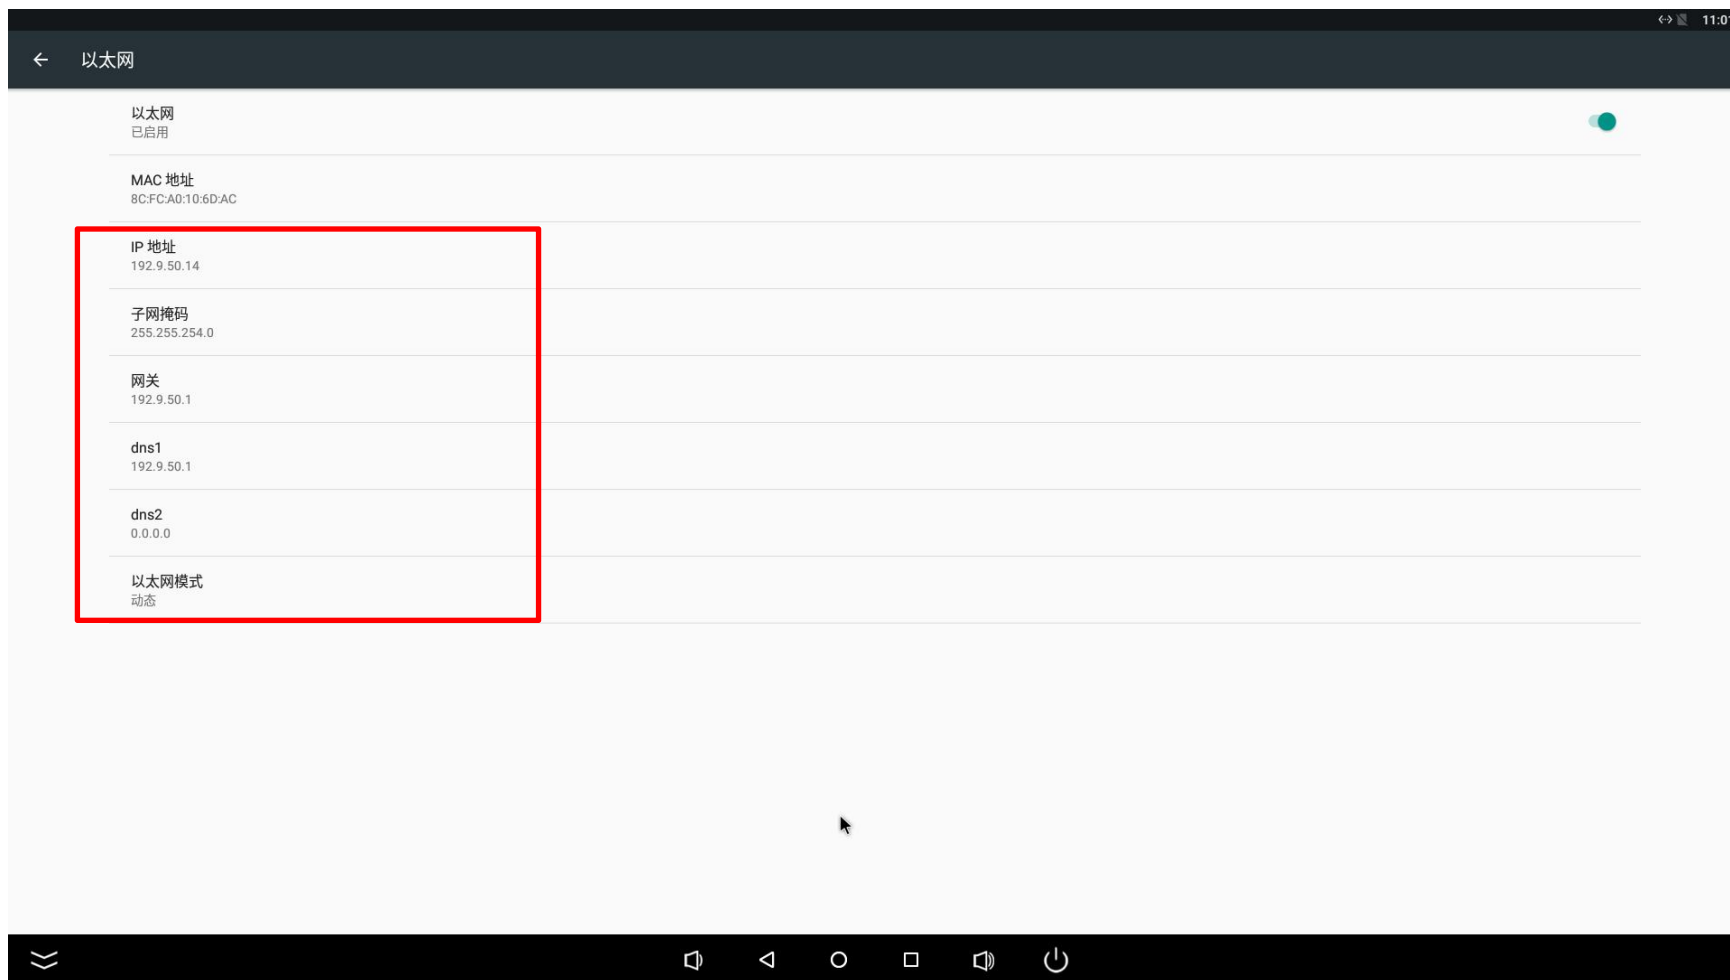 11:01
以太网
以太网
已启用
MAC 地址
8C:FC:A0:10:6D:AC
IP 地址
192.9.50.14
子网掩码
255.255.254.0
网关
192.9.50.1
dns1
192.9.50.1
dns2
0.0.0.0
以太网模式
动态